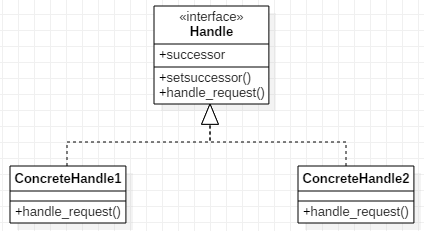 «interface»
Handle
+successor
+setsuccessor()
+handle_request()
ConcreteHandle1
+handle_request()
ConcreteHandle2
+handle_request()